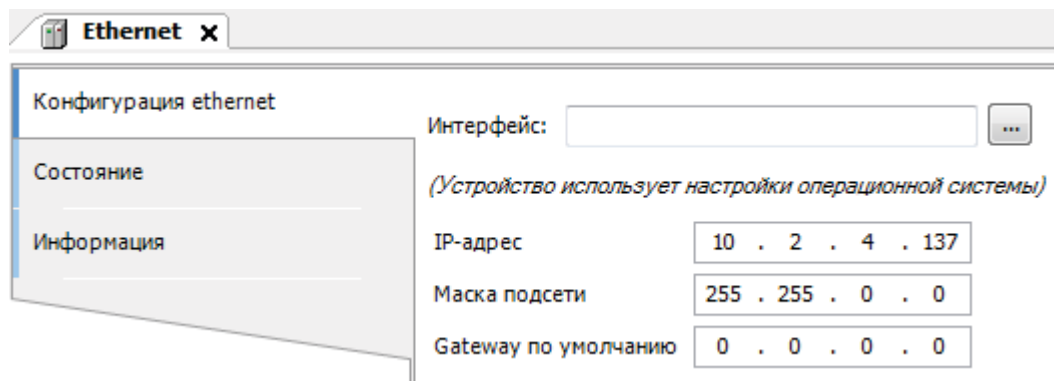 Ethernet x
Конфигурация ethernet
Состояние
Информация
Интерфейс: ...
(Устройство использует настройки операционной системы)
IP-адрес 10 . 2 . 4 . 137
Маска подсети 255 . 255 . 0 . 0
Gateway по умолчанию 0 . 0 . 0 . 0